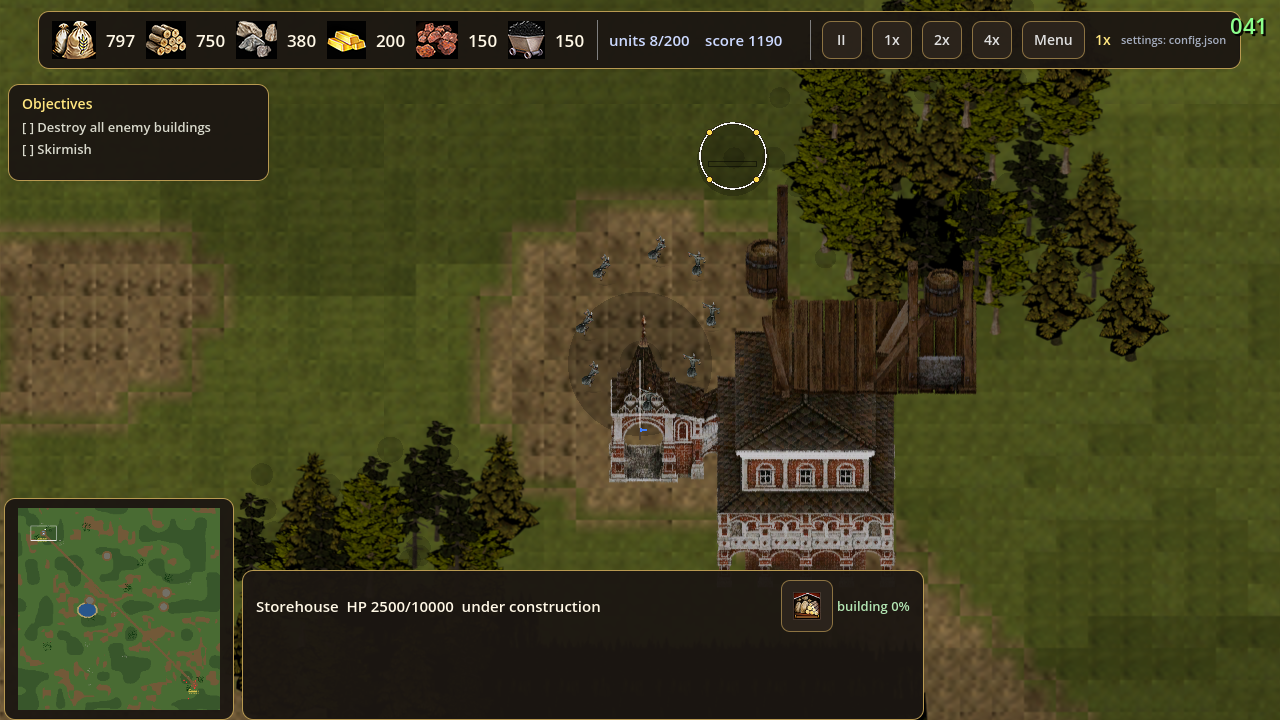 797 750 380 200 150 150 units 8/200 score 1190 II 1x 2x 4x Menu 1x settings: config.json 041
Objectives
[ ] Destroy all enemy buildings
[ ] Skirmish
Storehouse HP 2500/10000 under construction building 0%